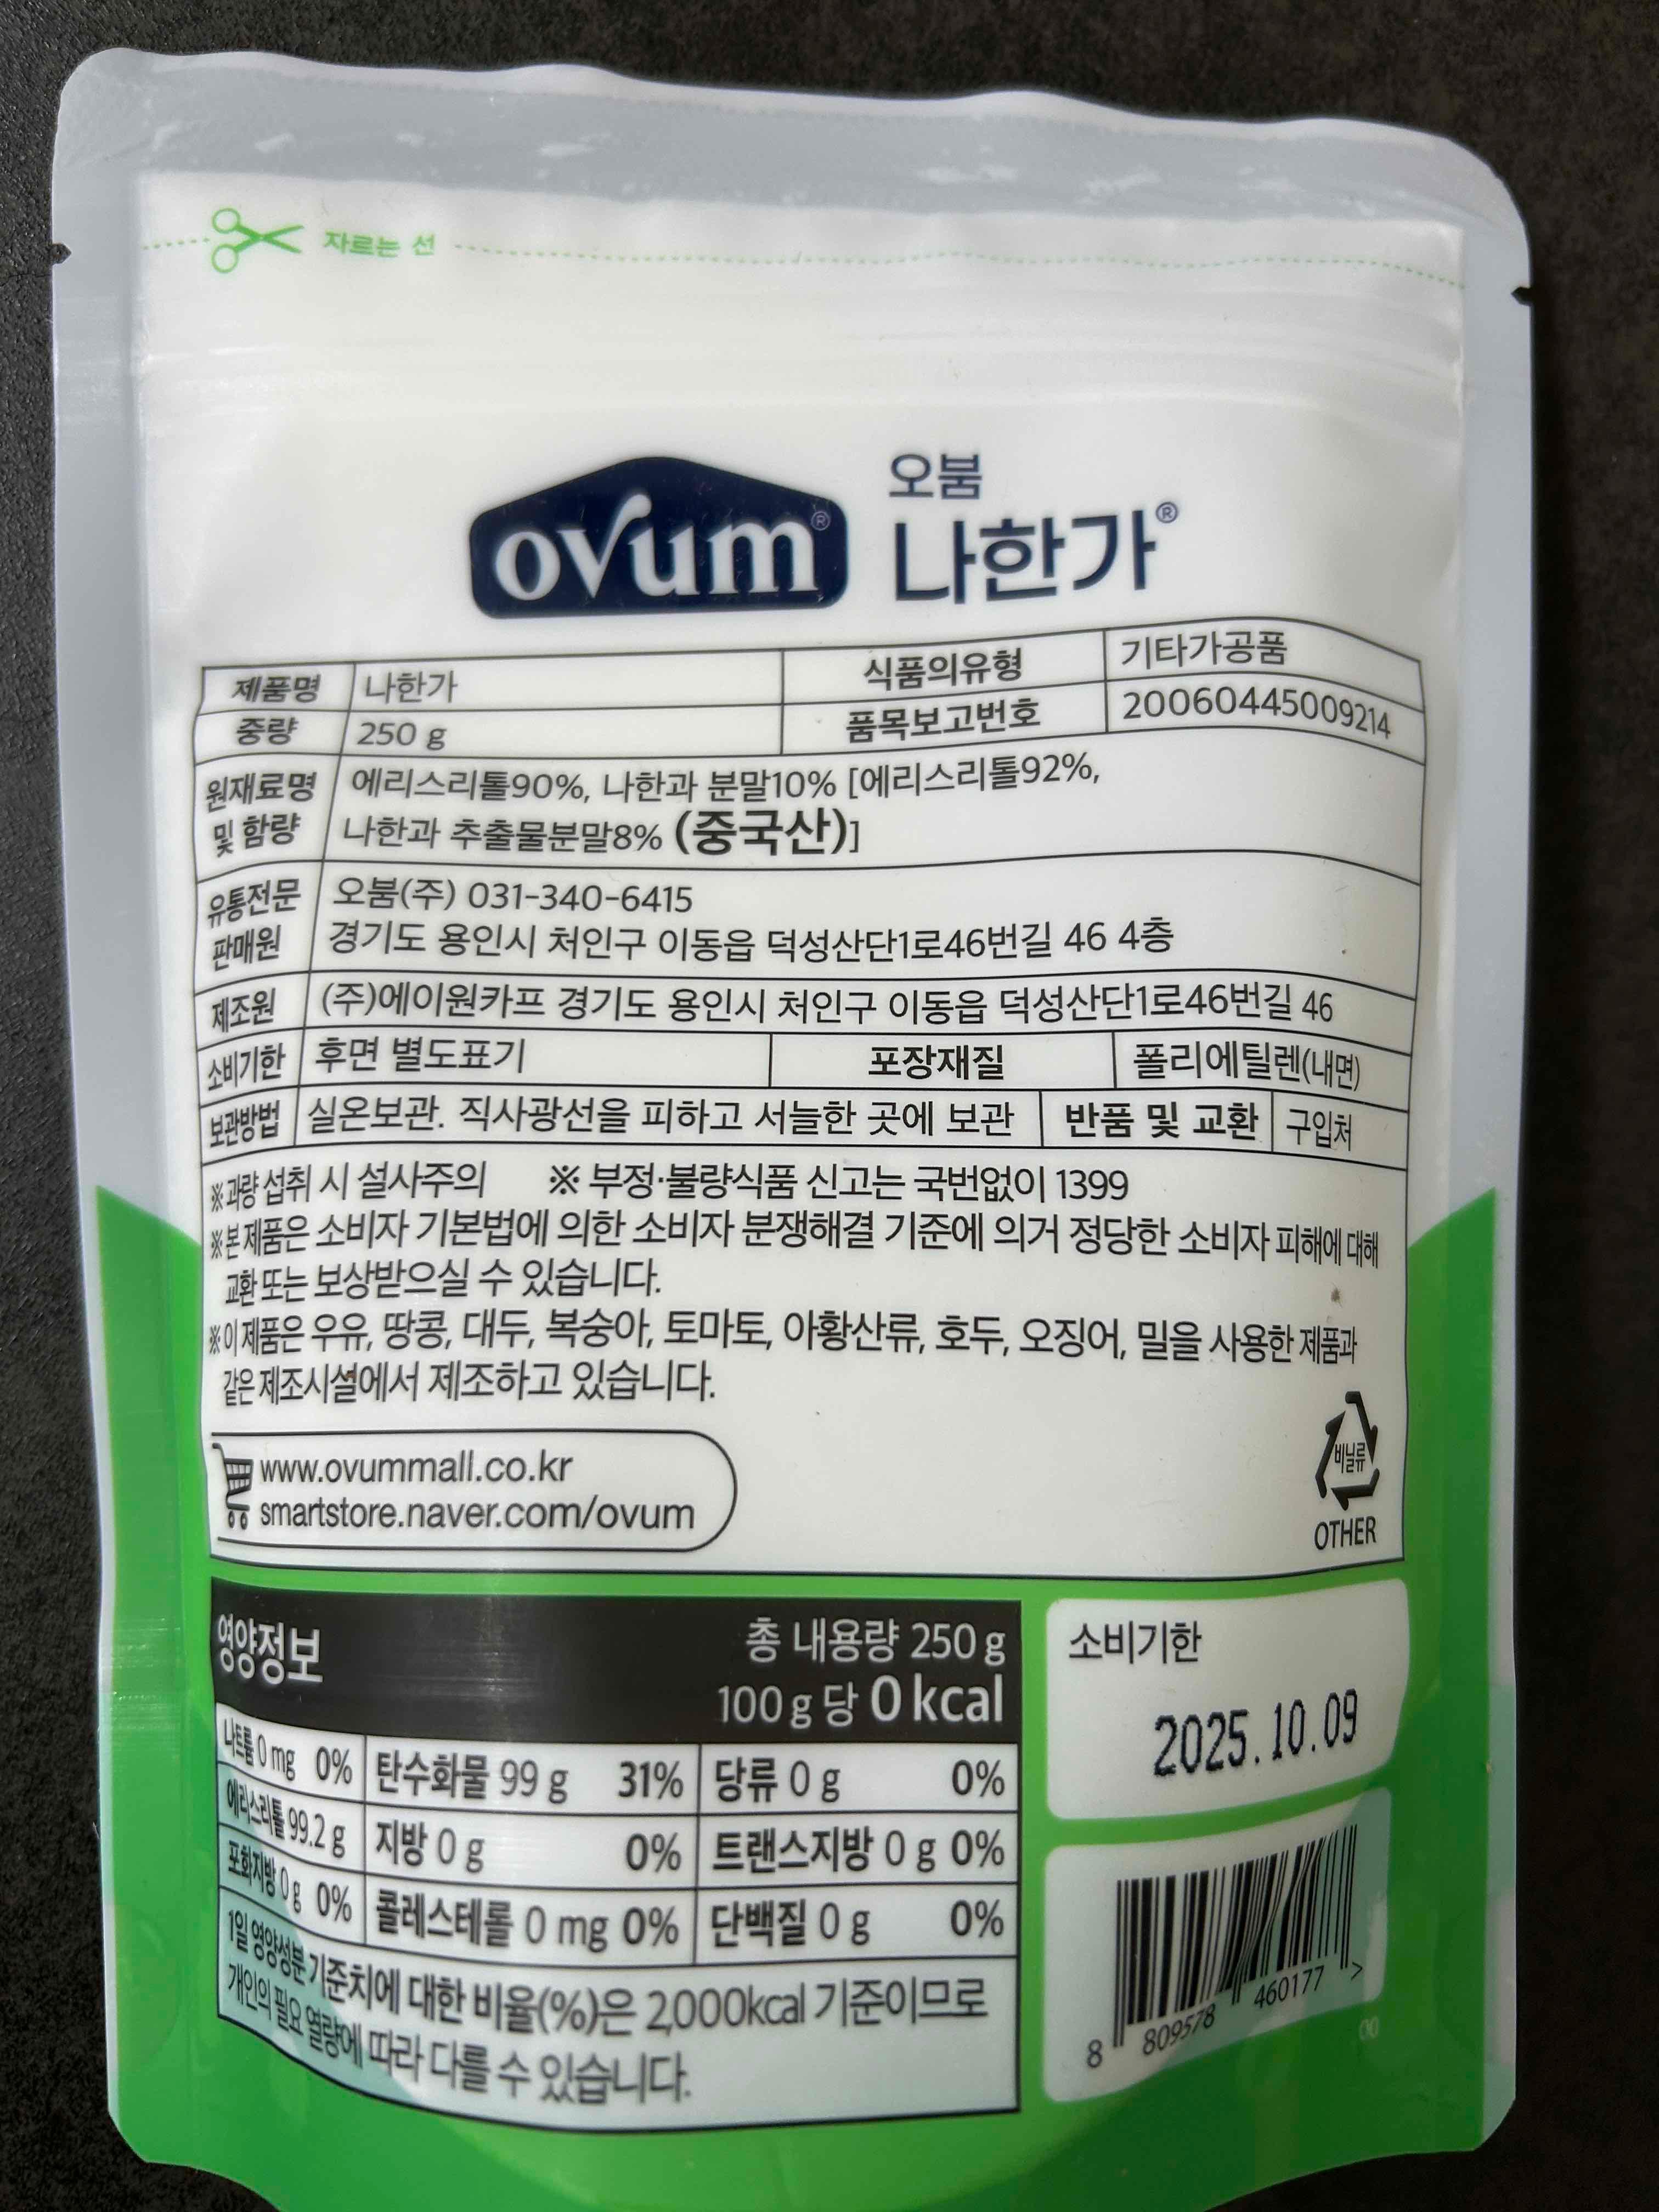 자르는 선
ovum® 오붐
나한가®
제품명 나한가 식품의유형 기타가공품
중량 250 g 품목보고번호 20060445009214
원재료명 및 함량 에리스리톨90%, 나한과 분말10% [에리스리톨92%,
나한과 추출물분말8% (중국산)]
유통전문 오붐(주) 031-340-6415
판매원 경기도 용인시 처인구 이동읍 덕성산단1로46번길 46 4층
제조원 (주)에이원카프 경기도 용인시 처인구 이동읍 덕성산단1로46번길 46
소비기한 후면 별도표기 포장재질 폴리에틸렌(내면)
보관방법 실온보관. 직사광선을 피하고 서늘한 곳에 보관 반품 및 교환 구입처
※과량 섭취 시 설사주의 ※ 부정·불량식품 신고는 국번없이 1399
※본 제품은 소비자 기본법에 의한 소비자 분쟁해결 기준에 의거 정당한 소비자 피해에 대해
교환 또는 보상받으실 수 있습니다.
※이 제품은 우유, 땅콩, 대두, 복숭아, 토마토, 아황산류, 호두, 오징어, 밀을 사용한 제품과
같은 제조시설에서 제조하고 있습니다.
www.ovummall.co.kr
smartstore.naver.com/ovum
비닐류
OTHER
영양정보 총 내용량 250 g
100 g 당 0 kcal
나트륨 0 mg 0% 탄수화물 99 g 31% 당류 0 g 0%
에리스리톨 99.2 g 지방 0 g 0% 트랜스지방 0 g 0%
포화지방 0 g 0% 콜레스테롤 0 mg 0% 단백질 0 g 0%
1일 영양성분 기준치에 대한 비율(%)은 2,000kcal 기준이므로
개인의 필요 열량에 따라 다를 수 있습니다.
소비기한
2025.10.09
8 809578 460177 >
00